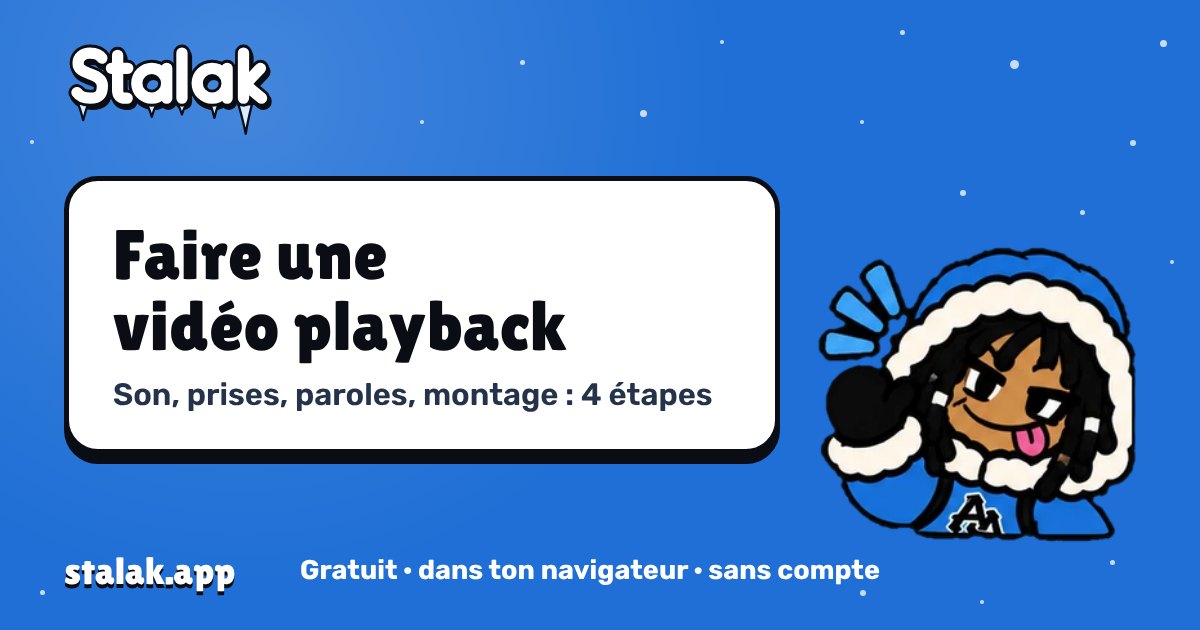 Stalak
Faire une
vidéo playback
Son, prises, paroles, montage : 4 étapes
stalak.app
Gratuit • dans ton navigateur • sans compte